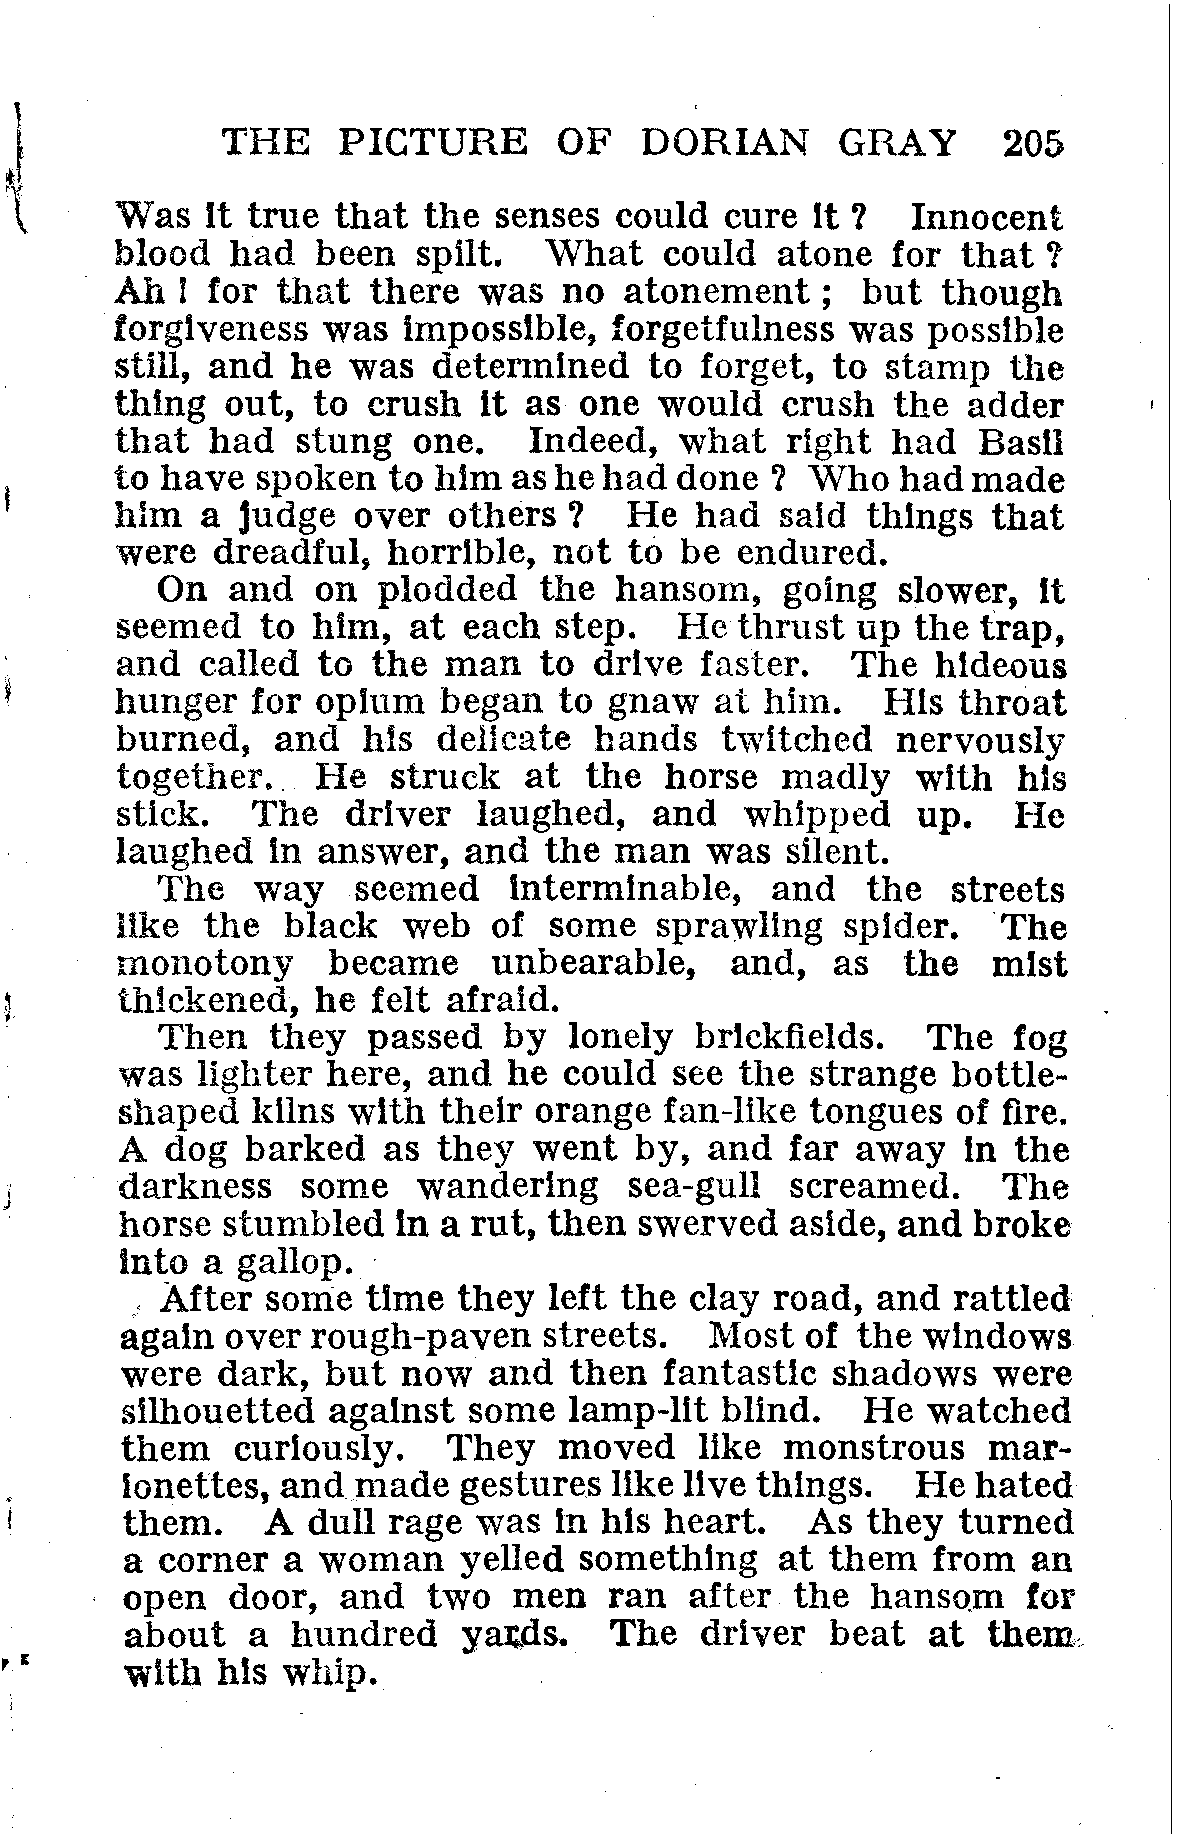 THE PICTURE OF DORIAN GRAY 205
Was it true that the senses could cure it ? Innocent
blood had been spilt. What could atone for that ?
Ah ! for that there was no atonement ; but though
forgiveness was impossible, forgetfulness was possible
still, and he was determined to forget, to stamp the
thing out, to crush it as one would crush the adder
that had stung one. Indeed, what right had Basil
to have spoken to him as he had done ? Who had made
him a judge over others ? He had said things that
were dreadful, horrible, not to be endured.
On and on plodded the hansom, going slower, it
seemed to him, at each step. He thrust up the trap,
and called to the man to drive faster. The hideous
hunger for opium began to gnaw at him. His throat
burned, and his delicate hands twitched nervously
together. He struck at the horse madly with his
stick. The driver laughed, and whipped up. He
laughed in answer, and the man was silent.
The way seemed interminable, and the streets
like the black web of some sprawling spider. The
monotony became unbearable, and, as the mist
thickened, he felt afraid.
Then they passed by lonely brickfields. The fog
was lighter here, and he could see the strange bottle-
shaped kilns with their orange fan-like tongues of fire.
A dog barked as they went by, and far away in the
darkness some wandering sea-gull screamed. The
horse stumbled in a rut, then swerved aside, and broke
into a gallop.
After some time they left the clay road, and rattled
again over rough-paven streets. Most of the windows
were dark, but now and then fantastic shadows were
silhouetted against some lamp-lit blind. He watched
them curiously. They moved like monstrous mar-
ionettes, and made gestures like live things. He hated
them. A dull rage was in his heart. As they turned
a corner a woman yelled something at them from an
open door, and two men ran after the hansom for
about a hundred yards. The driver beat at them
with his whip.